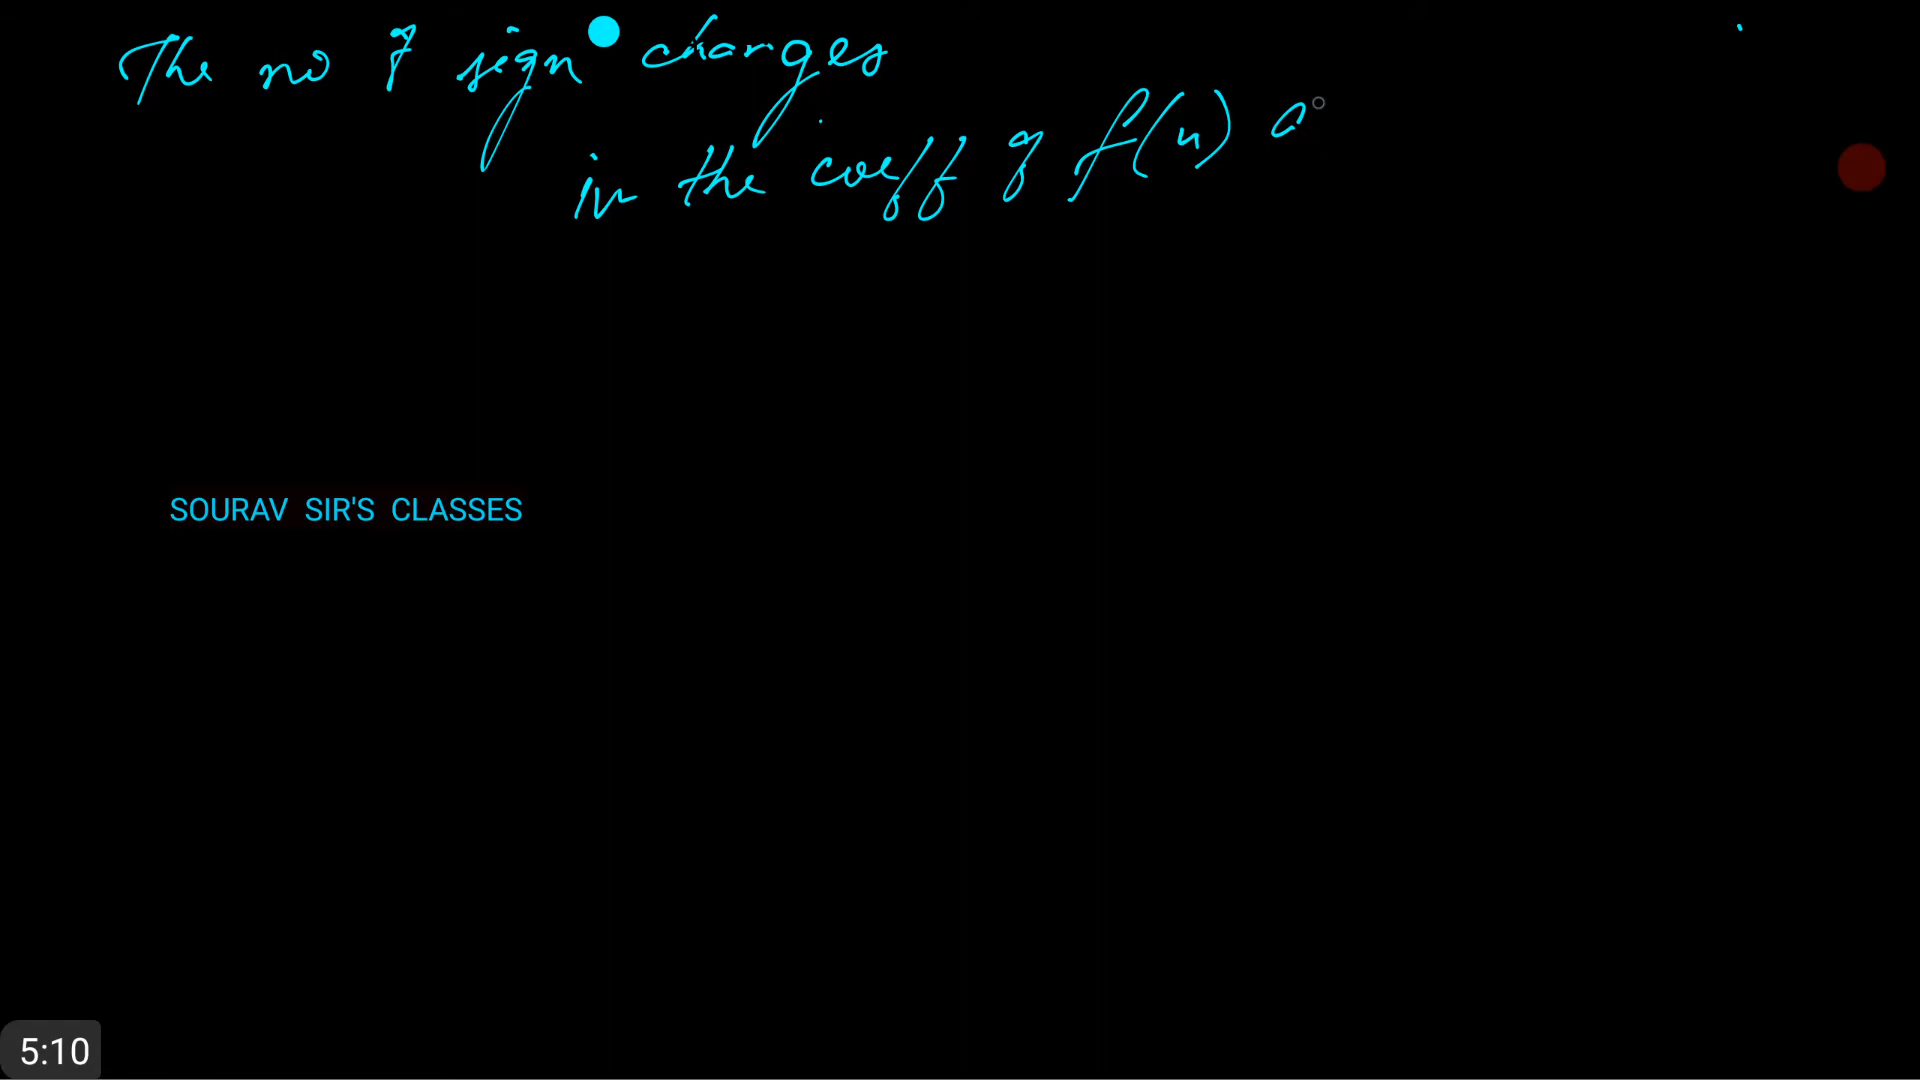 The no of sign changes
in the coeff of f(x) a
SOURAV SIR'S CLASSES
5:10